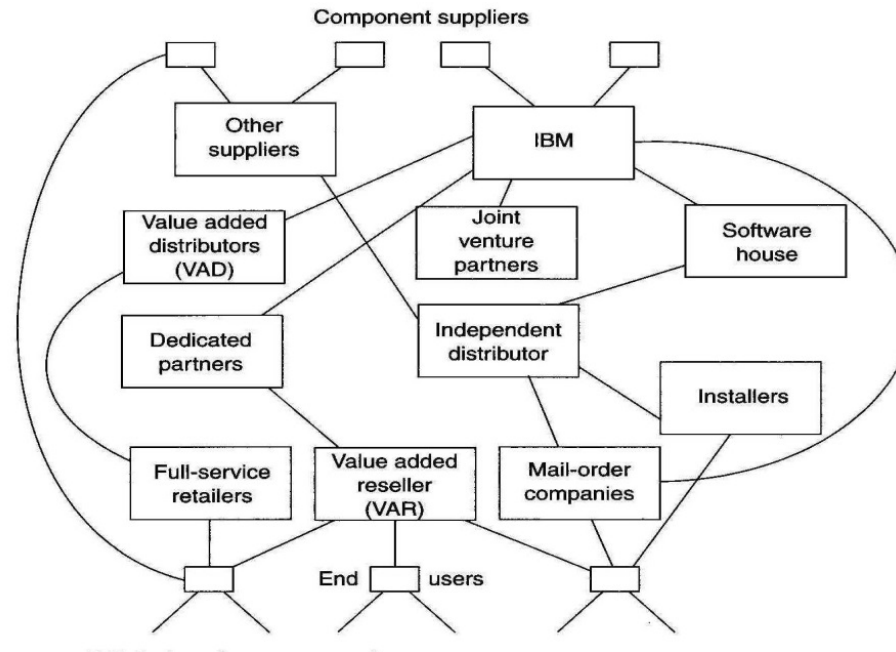 Component suppliers
Other
suppliers
IBM
Value added
distributors
(VAD)
Joint
venture
partners
Software
house
Dedicated
partners
Independent
distributor
Installers
Full-service
retailers
Value added
reseller
(VAR)
Mail-order
companies
End users